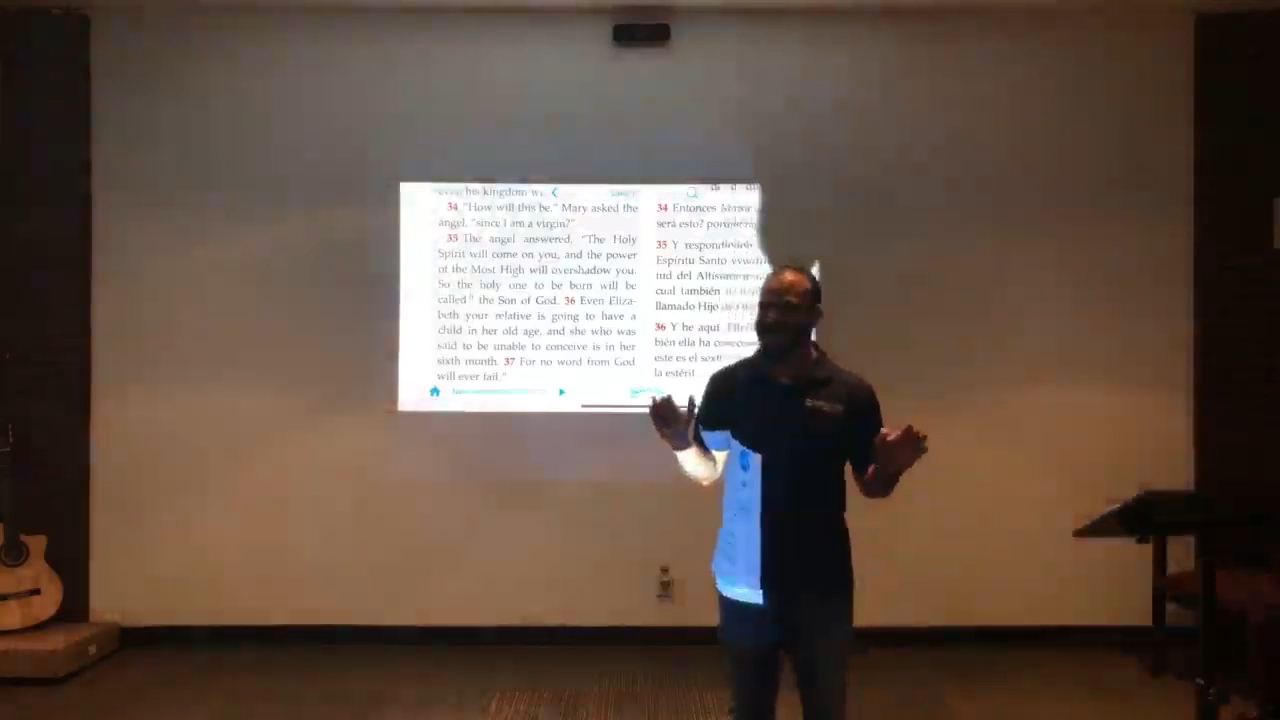 his kingdom
34 "How will this be," Mary asked the
angel, "since I am a virgin?"
35 The angel answered, "The Holy
Spirit will come on you, and the power
of the Most High will overshadow you.
So the holy one to be born will be
called the Son of God. 36 Even Eliza-
beth your relative is going to have a
child in her old age, and she who was
said to be unable to conceive is in her
sixth month. 37 For no word from God
will ever fail."
34 Entonces
será esto?
35 Y
Espíritu Santo
tud del
cual también
llamado Hijo
36 Y he aquí
bién ella ha
este es el
la estéril